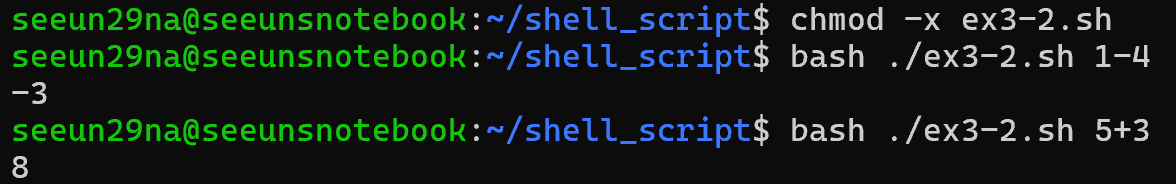 seeun29na@seeunsnotebook:~/shell_script$ chmod -x ex3-2.sh
seeun29na@seeunsnotebook:~/shell_script$ bash ./ex3-2.sh 1-4
-3
seeun29na@seeunsnotebook:~/shell_script$ bash ./ex3-2.sh 5+3
8